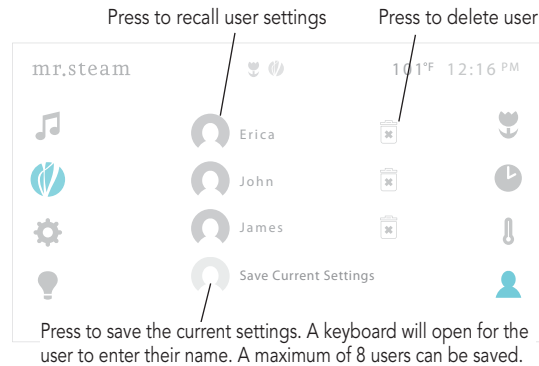 Press to recall user settings Press to delete user
mr.steam 101°F 12:16 PM
Erica
John
James
Save Current Settings
Press to save the current settings. A keyboard will open for the
user to enter their name. A maximum of 8 users can be saved.